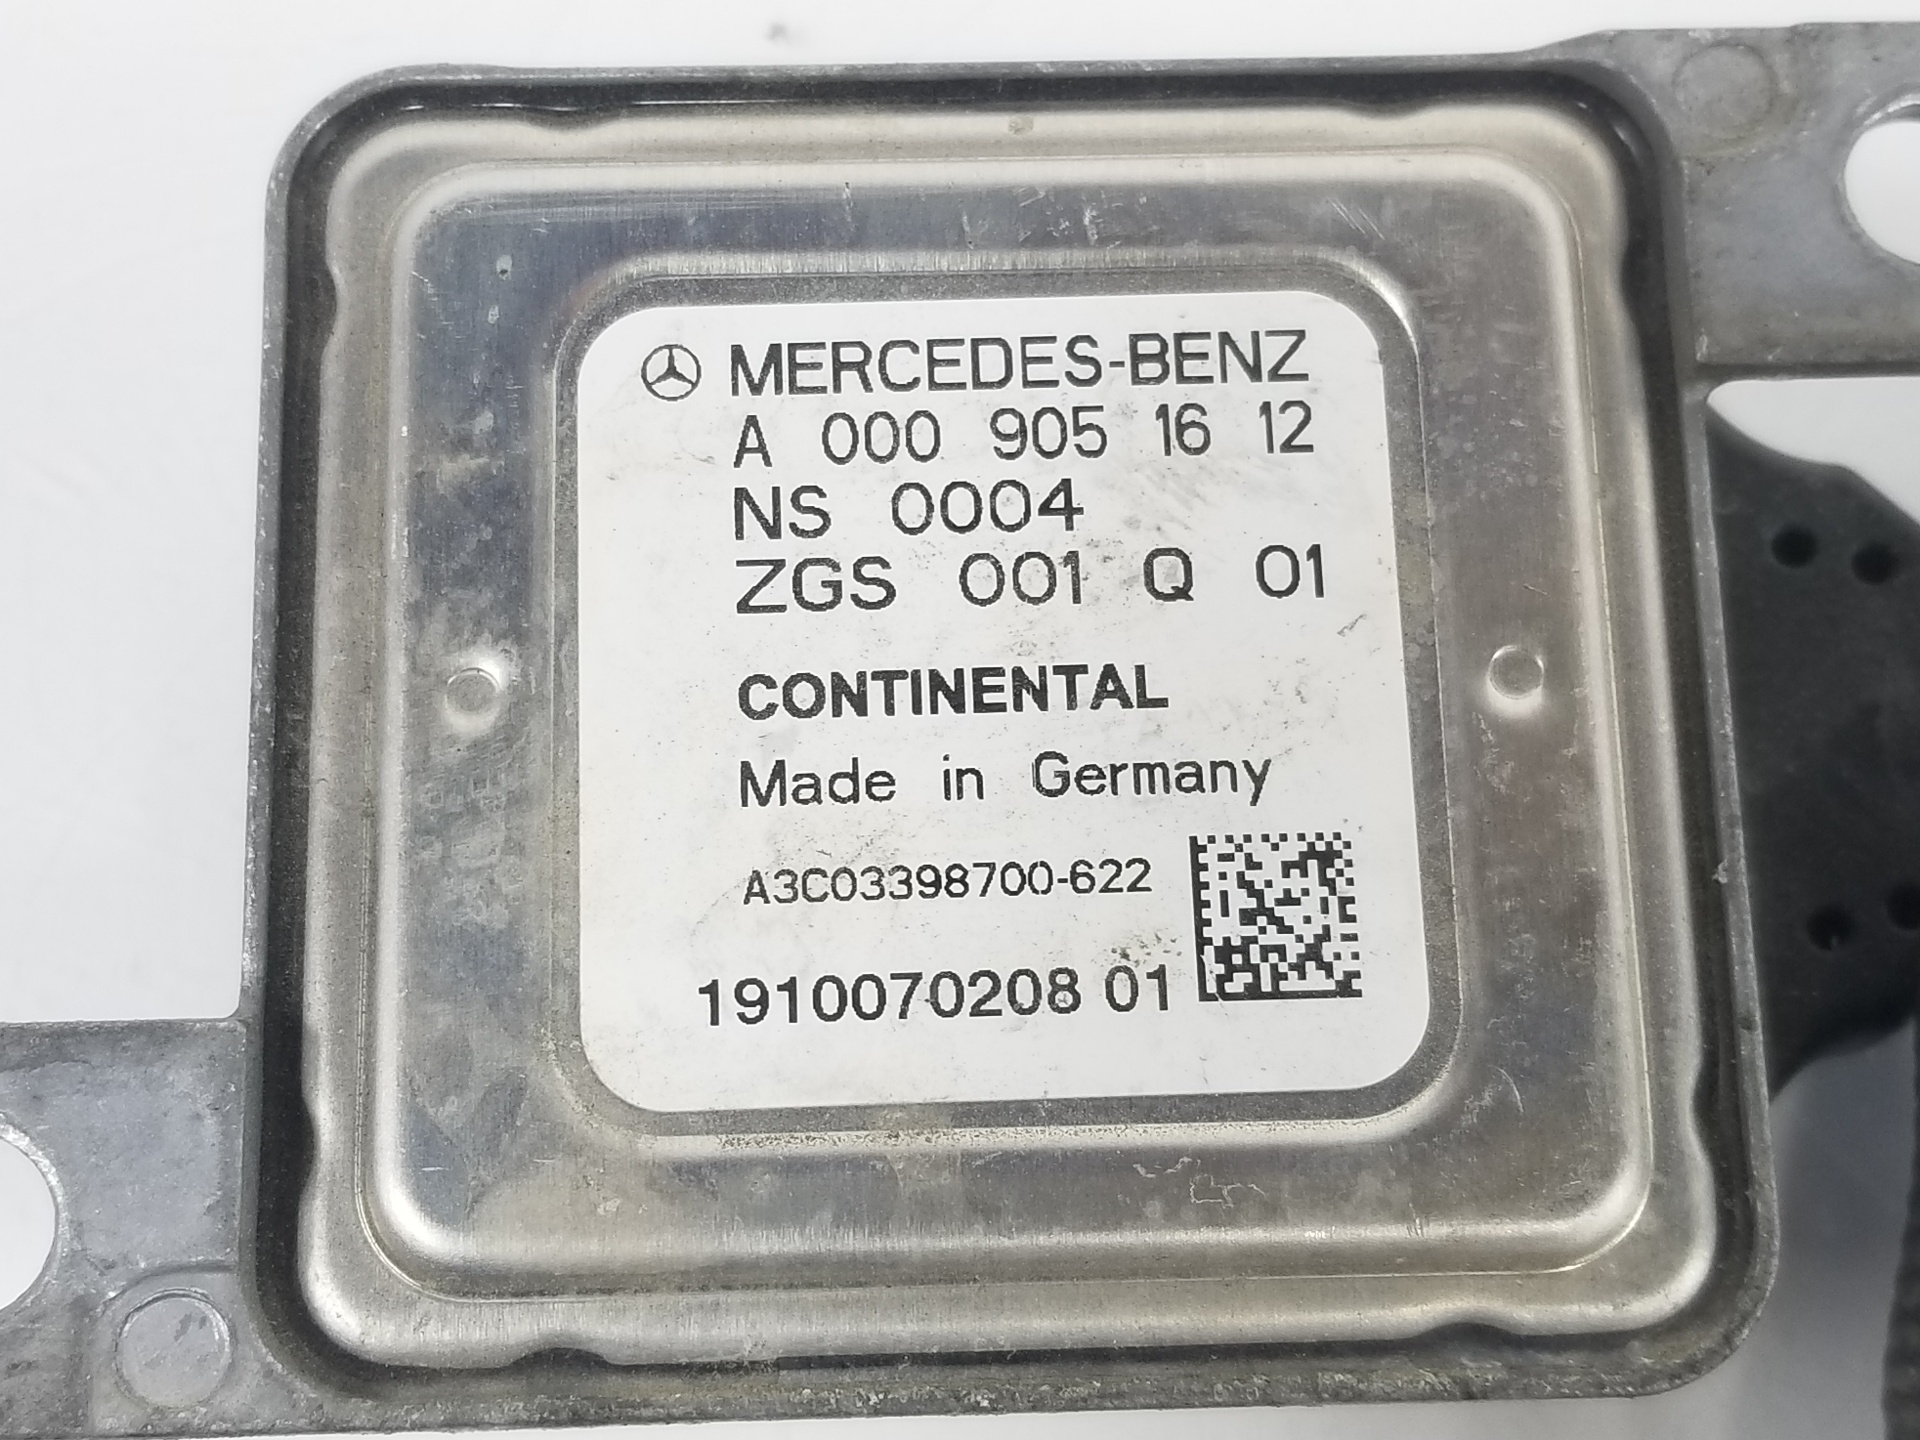 MERCEDES-BENZ
A 000 905 16 12
NS 0004
ZGS 001 Q 01
CONTINENTAL
Made in Germany
A3C03398700-622
1910070208 01